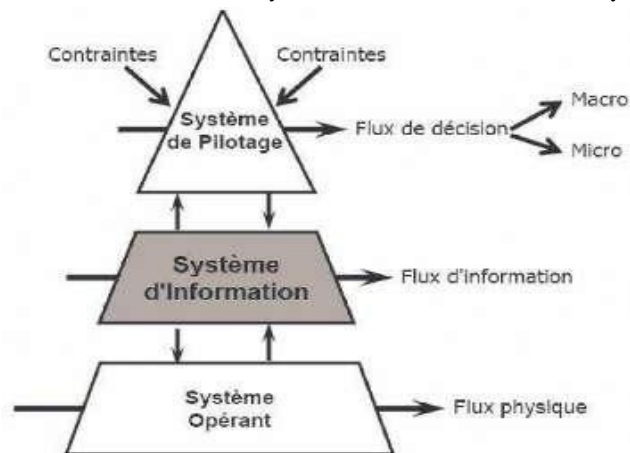 Contraintes
Contraintes
Système
de Pilotage
Flux de décision
Macro
Micro
Système
d'Information
Flux d'information
Système
Opérant
Flux physique